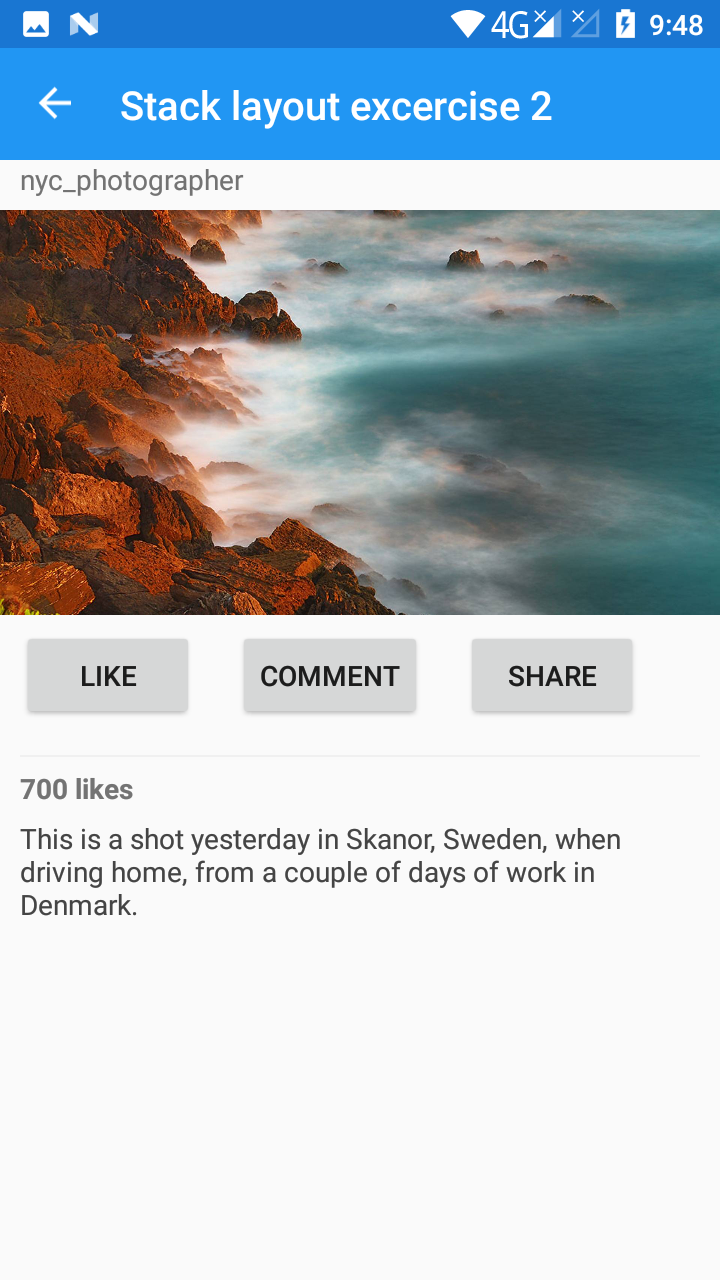 4G 9:48
Stack layout excercise 2
nyc_photographer
LIKE COMMENT SHARE
700 likes
This is a shot yesterday in Skanor, Sweden, when
driving home, from a couple of days of work in
Denmark.